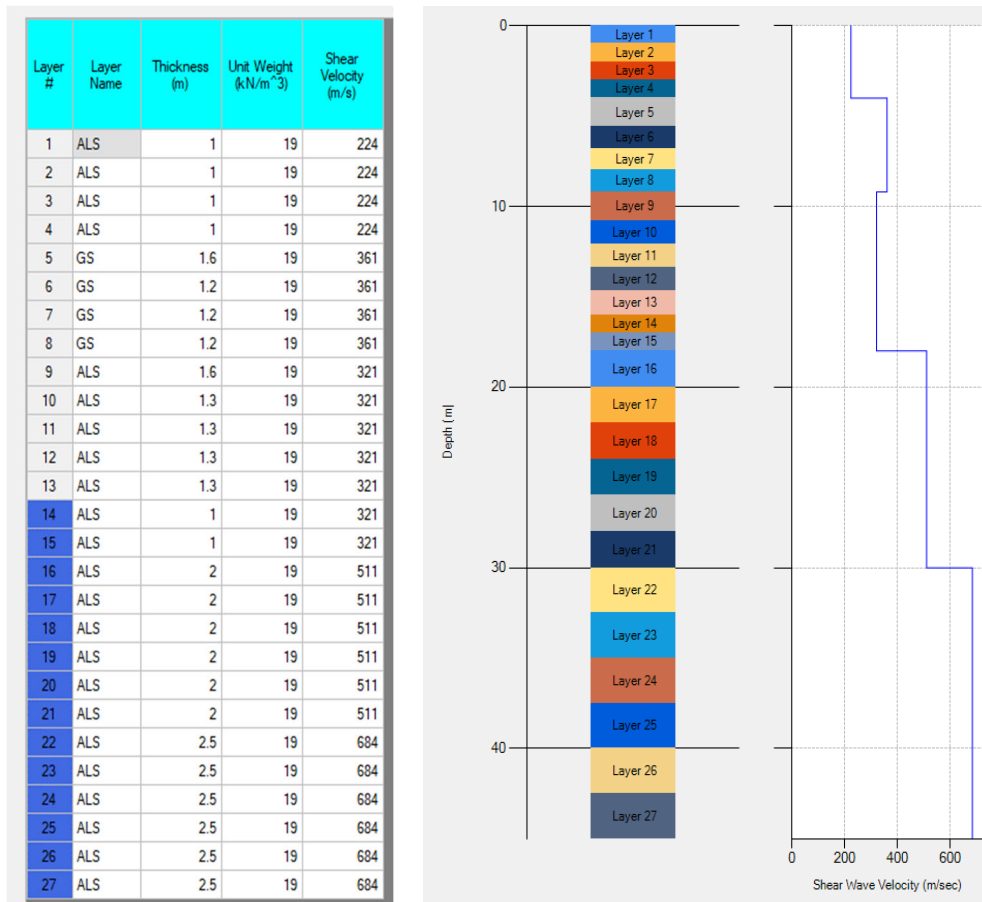 Layer # Layer Name Thickness (m) Unit Weight (kN/m^3) Shear Velocity (m/s)
1 ALS 1 19 224
2 ALS 1 19 224
3 ALS 1 19 224
4 ALS 1 19 224
5 GS 1.6 19 361
6 GS 1.2 19 361
7 GS 1.2 19 361
8 GS 1.2 19 361
9 ALS 1.6 19 321
10 ALS 1.3 19 321
11 ALS 1.3 19 321
12 ALS 1.3 19 321
13 ALS 1.3 19 321
14 ALS 1 19 321
15 ALS 1 19 321
16 ALS 2 19 511
17 ALS 2 19 511
18 ALS 2 19 511
19 ALS 2 19 511
20 ALS 2 19 511
21 ALS 2 19 511
22 ALS 2.5 19 684
23 ALS 2.5 19 684
24 ALS 2.5 19 684
25 ALS 2.5 19 684
26 ALS 2.5 19 684
27 ALS 2.5 19 684
Depth (m)
0
10
20
30
40
Layer 1
Layer 2
Layer 3
Layer 4
Layer 5
Layer 6
Layer 7
Layer 8
Layer 9
Layer 10
Layer 11
Layer 12
Layer 13
Layer 14
Layer 15
Layer 16
Layer 17
Layer 18
Layer 19
Layer 20
Layer 21
Layer 22
Layer 23
Layer 24
Layer 25
Layer 26
Layer 27
0 200 400 600
Shear Wave Velocity (m/sec)